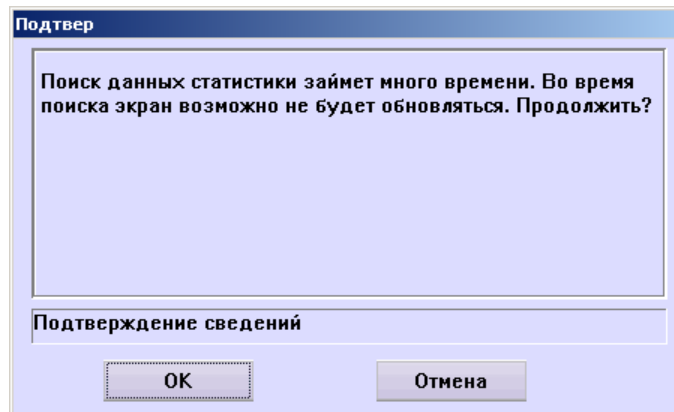 Подтвер
Поиск данных статистики займет много времени. Во время
поиска экран возможно не будет обновляться. Продолжить?
Подтверждение сведений
OK
Отмена